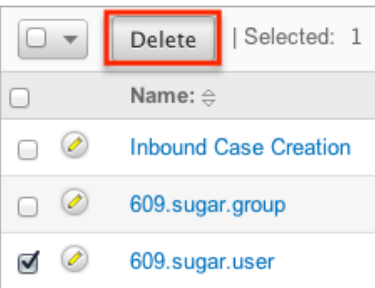 Delete | Selected: 1
Name:
Inbound Case Creation
609.sugar.group
609.sugar.user